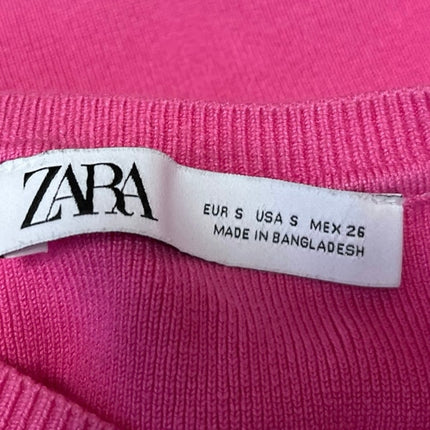 ZARA
EUR S USA S MEX 26
MADE IN BANGLADESH